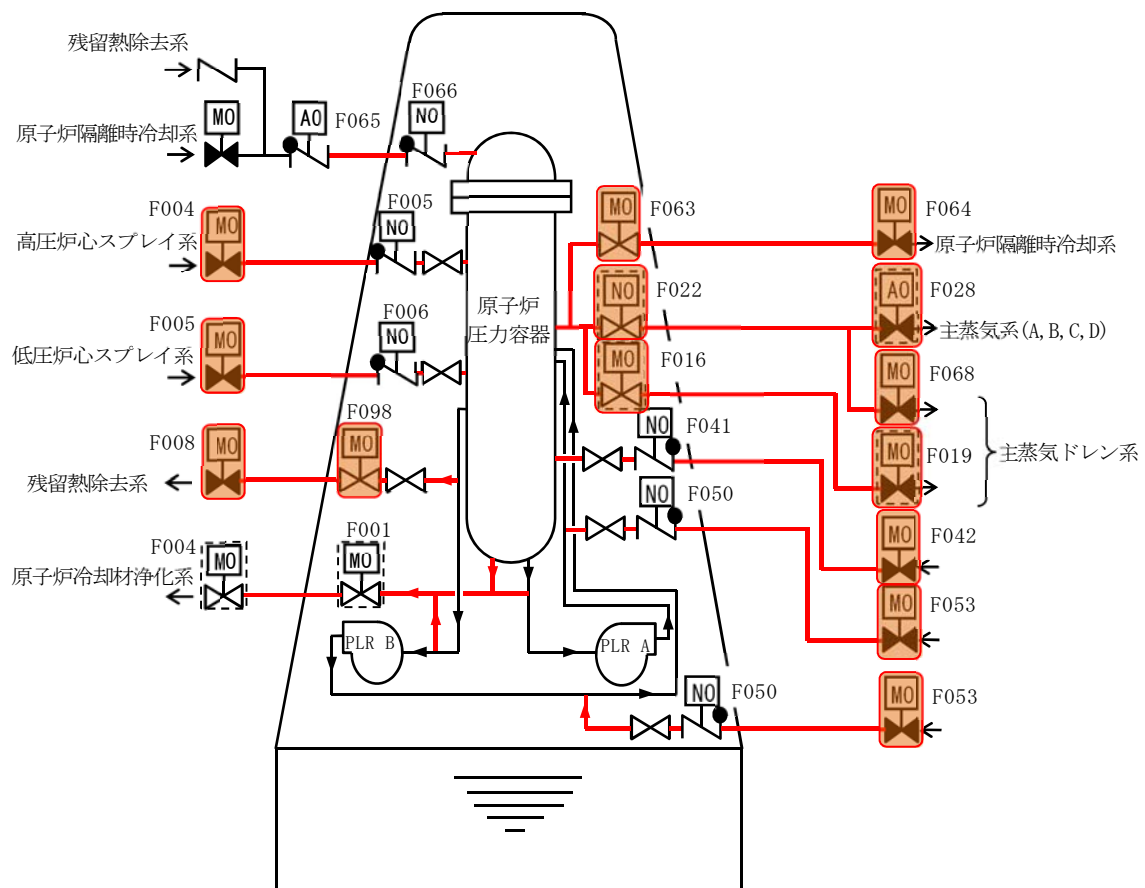 残留熱除去系
MO
AO
F065
F066
NO
原子炉隔離時冷却系
F004
MO
高圧炉心スプレイ系
F005
NO
F005
MO
低圧炉心スプレイ系
F006
NO
原子炉
圧力容器
F008
MO
残留熱除去系
F098
MO
F004
MO
原子炉冷却材浄化系
F001
MO
PLR B
PLR A
MO
F063
MO
F064
原子炉隔離時冷却系
NO
F022
AO
F028
主蒸気系(A,B,C,D)
MO
F016
MO
F068
NO
F041
MO
F019
主蒸気ドレン系
NO
F050
MO
F042
MO
F053
NO
F050
MO
F053